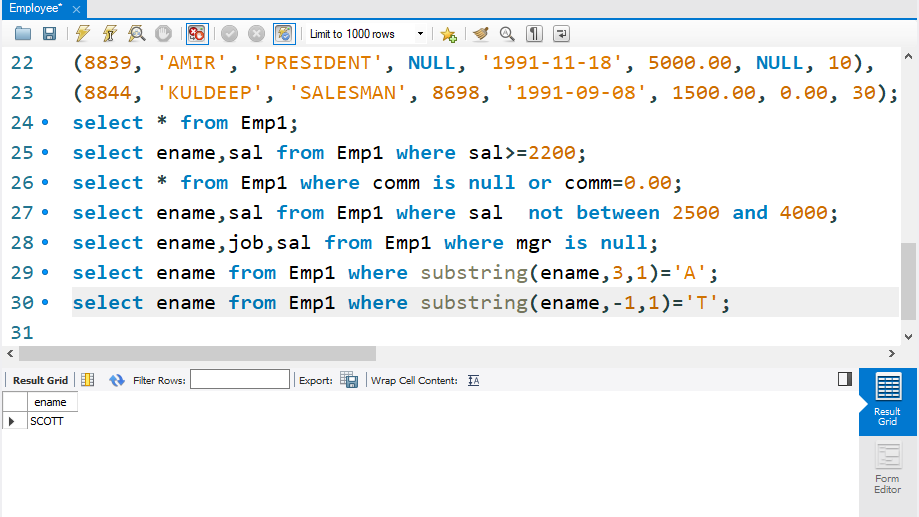 Employee*
Limit to 1000 rows
22 (8839, 'AMIR', 'PRESIDENT', NULL, '1991-11-18', 5000.00, NULL, 10),
23 (8844, 'KULDEEP', 'SALESMAN', 8698, '1991-09-08', 1500.00, 0.00, 30);
24 select * from Emp1;
25 select ename,sal from Emp1 where sal>=2200;
26 select * from Emp1 where comm is null or comm=0.00;
27 select ename,sal from Emp1 where sal  not between 2500 and 4000;
28 select ename,job,sal from Emp1 where mgr is null;
29 select ename from Emp1 where substring(ename,3,1)='A';
30 select ename from Emp1 where substring(ename,-1,1)='T';
31
Result Grid Filter Rows: Export: Wrap Cell Content: IA
ename
SCOTT
Result
Grid
Form
Editor